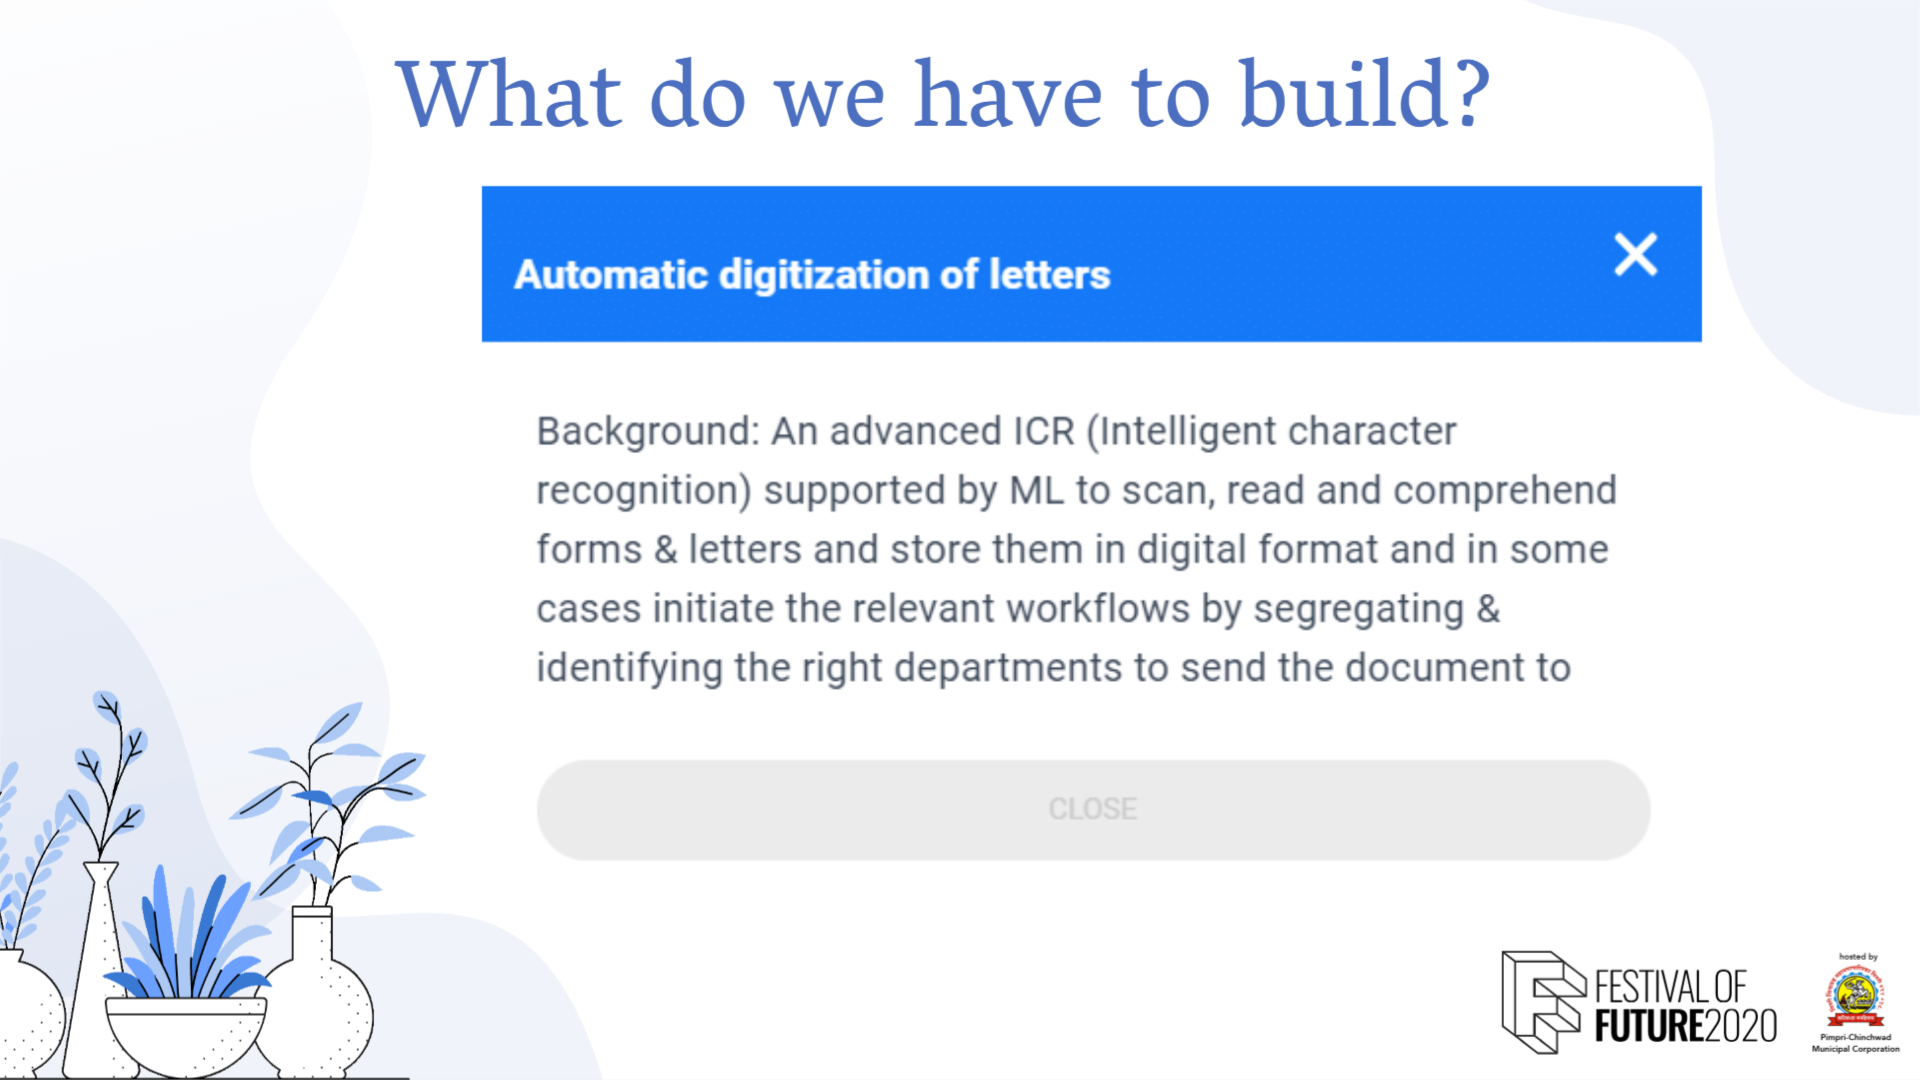 What do we have to build?
Automatic digitization of letters
Background: An advanced ICR (Intelligent character
recognition) supported by ML to scan, read and comprehend
forms & letters and store them in digital format and in some
cases initiate the relevant workflows by segregating &
identifying the right departments to send the document to
CLOSE
FESTIVAL OF
FUTURE2020
hosted by
Pimpri-Chinchwad
Municipal Corporation